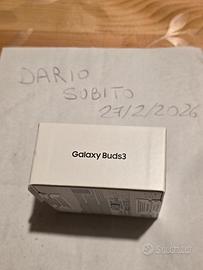 DARIO
SUBITO
27/2/2026
Galaxy Buds3